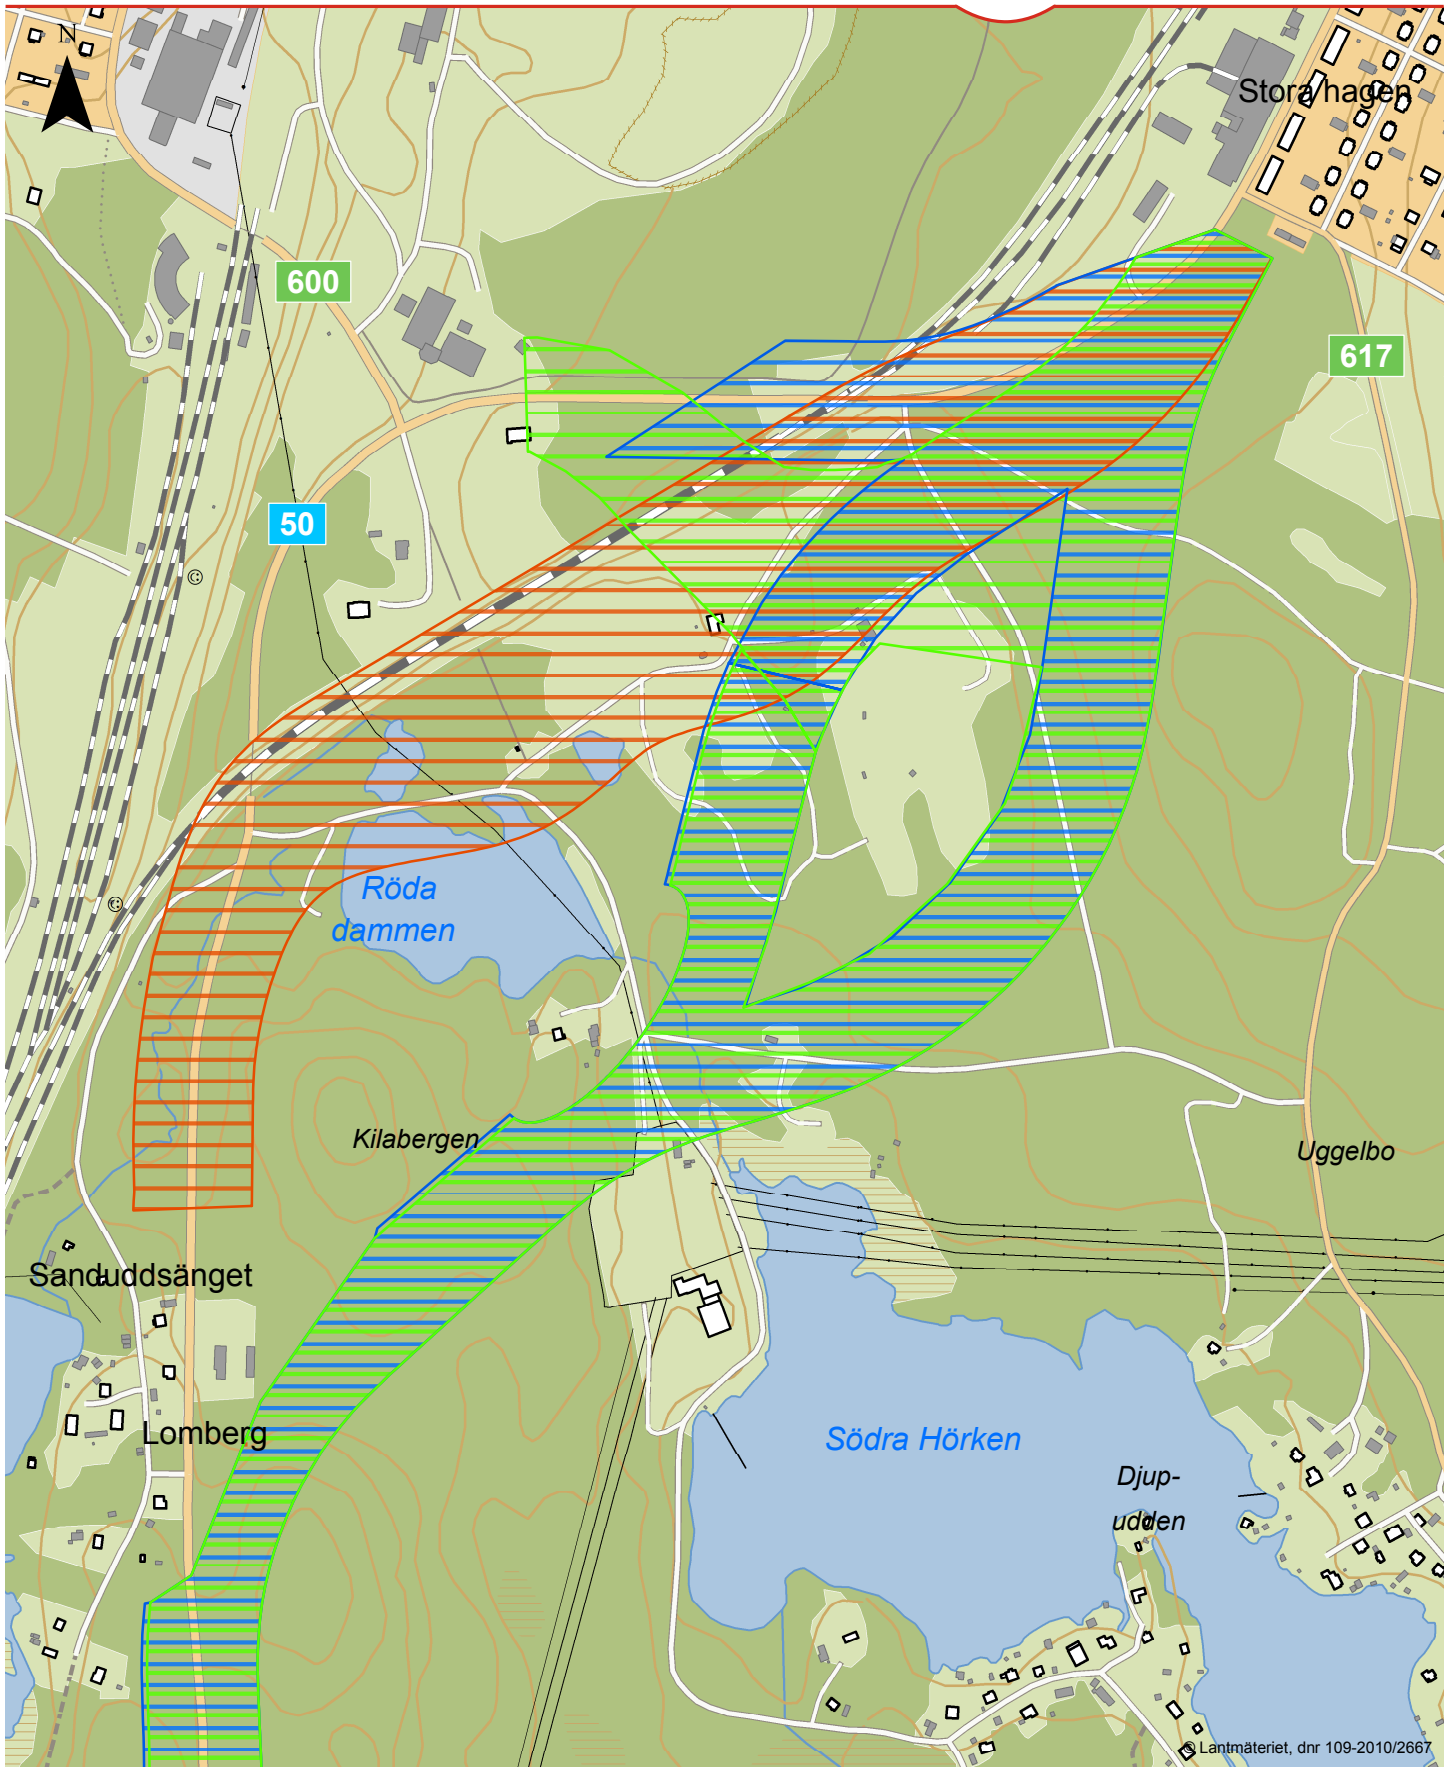 N
Stora hagen
600
617
50
Röda
dammen
Kilabergen
Uggelbo
Sanduddsänget
Lomberg
Södra Hörken
Djup-
udden
© Lantmäteriet, dnr 109-2010/2667